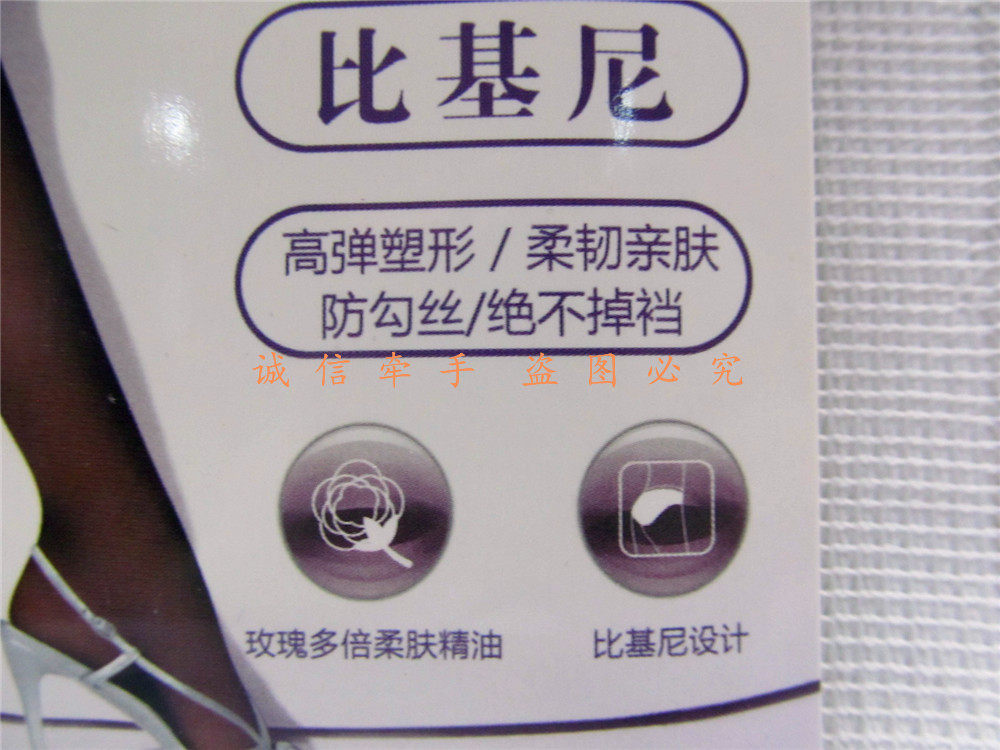 比基尼
高弹塑形 / 柔韧亲肤
防勾丝/绝不掉裆
诚信牵手 盗图必究
玫瑰多倍柔肤精油
比基尼设计